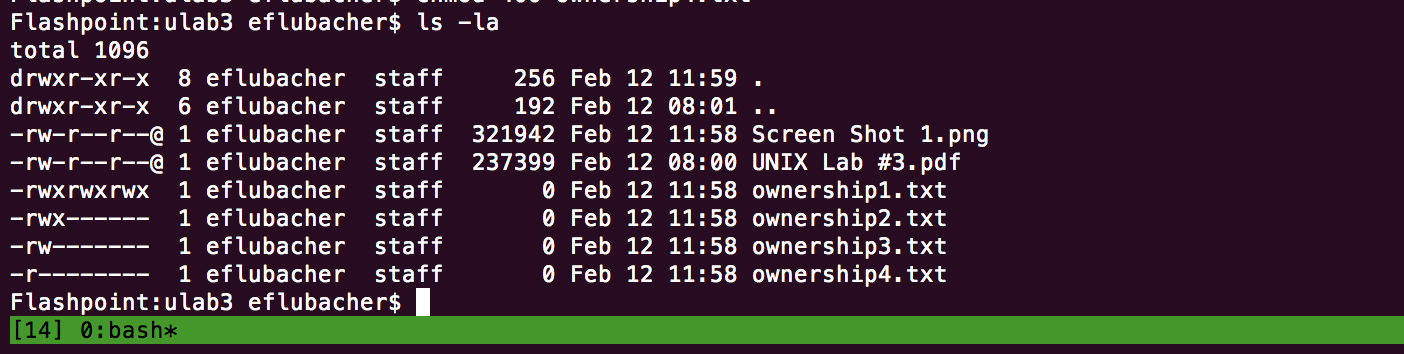 chmod 400 ownership4.txt
Flashpoint:ulab3 eflubacher$ ls -la
total 1096
drwxr-xr-x  8 eflubacher  staff     256 Feb 12 11:59 .
drwxr-xr-x  6 eflubacher  staff     192 Feb 12 08:01 ..
-rw-r--r--@ 1 eflubacher  staff  321942 Feb 12 11:58 Screen Shot 1.png
-rw-r--r--@ 1 eflubacher  staff  237399 Feb 12 08:00 UNIX Lab #3.pdf
-rwxrwxrwx  1 eflubacher  staff       0 Feb 12 11:58 ownership1.txt
-rwx------  1 eflubacher  staff       0 Feb 12 11:58 ownership2.txt
-rw-------  1 eflubacher  staff       0 Feb 12 11:58 ownership3.txt
-r--------  1 eflubacher  staff       0 Feb 12 11:58 ownership4.txt
Flashpoint:ulab3 eflubacher$
[14] 0:bash*